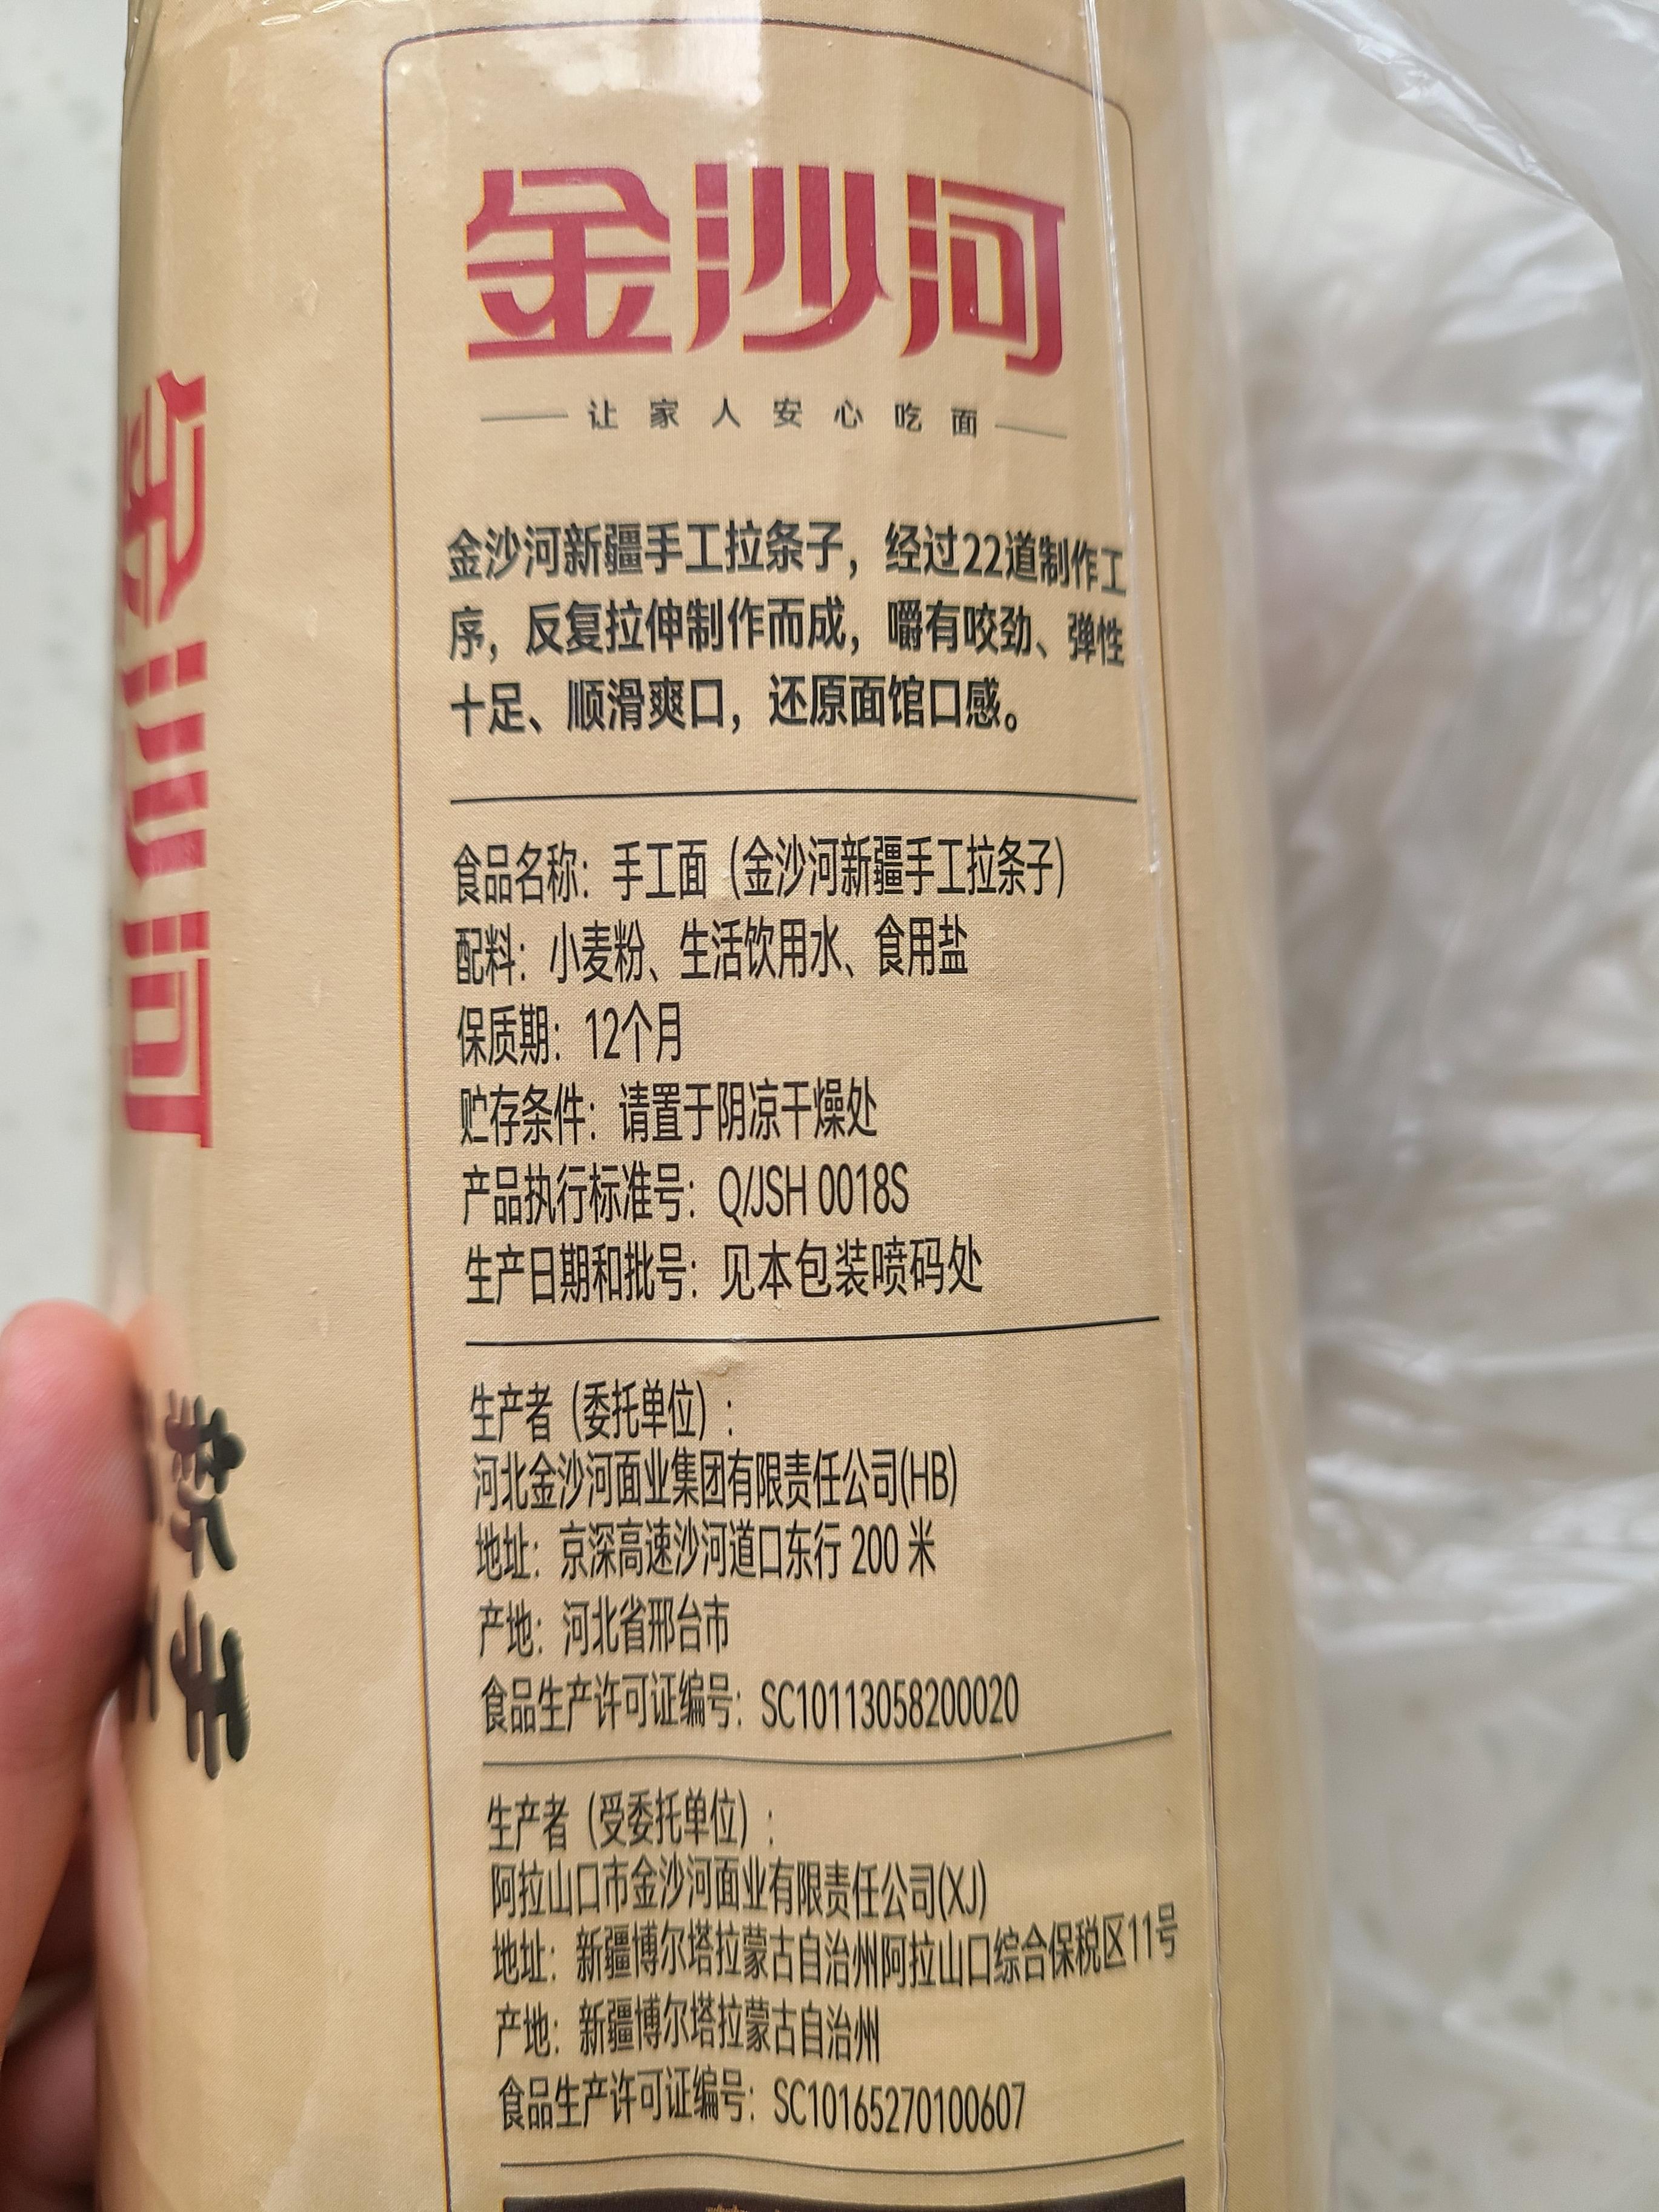 金沙河
让家人安心吃面
金沙河新疆手工拉条子，经过22道制作工
序，反复拉伸制作而成，嚼有咬劲、弹性
十足、顺滑爽口，还原面馆口感。
食品名称：手工面（金沙河新疆手工拉条子）
配料：小麦粉、生活饮用水、食用盐
保质期：12个月
贮存条件：请置于阴凉干燥处
产品执行标准号：Q/JSH 0018S
生产日期和批号：见本包装喷码处
生产者（委托单位）：
河北金沙河面业集团有限责任公司(HB)
地址：京深高速沙河道口东行 200 米
产地：河北省邢台市
食品生产许可证编号：SC10113058200020
生产者（受委托单位）：
阿拉山口市金沙河面业有限责任公司(XJ)
地址：新疆博尔塔拉蒙古自治州阿拉山口综合保税区11号
产地：新疆博尔塔拉蒙古自治州
食品生产许可证编号：SC10165270100607
金沙河